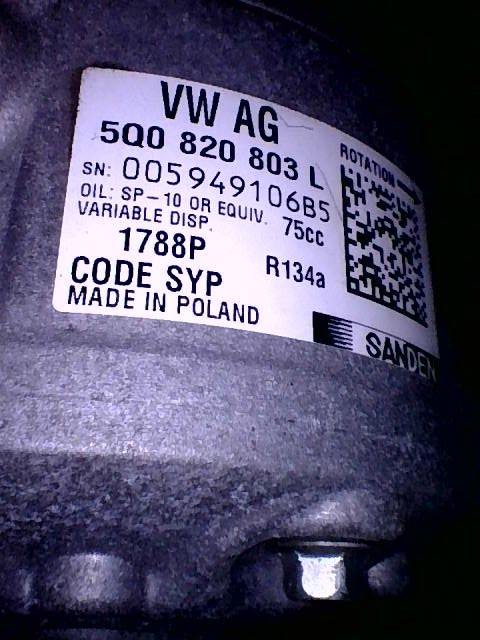 VW AG
5Q0 820 803 L
ROTATION
SN: 005949106B5
OIL: SP-10 OR EQUIV. 75cc
VARIABLE DISP.
1788P R134a
CODE SYP
MADE IN POLAND
SANDEN